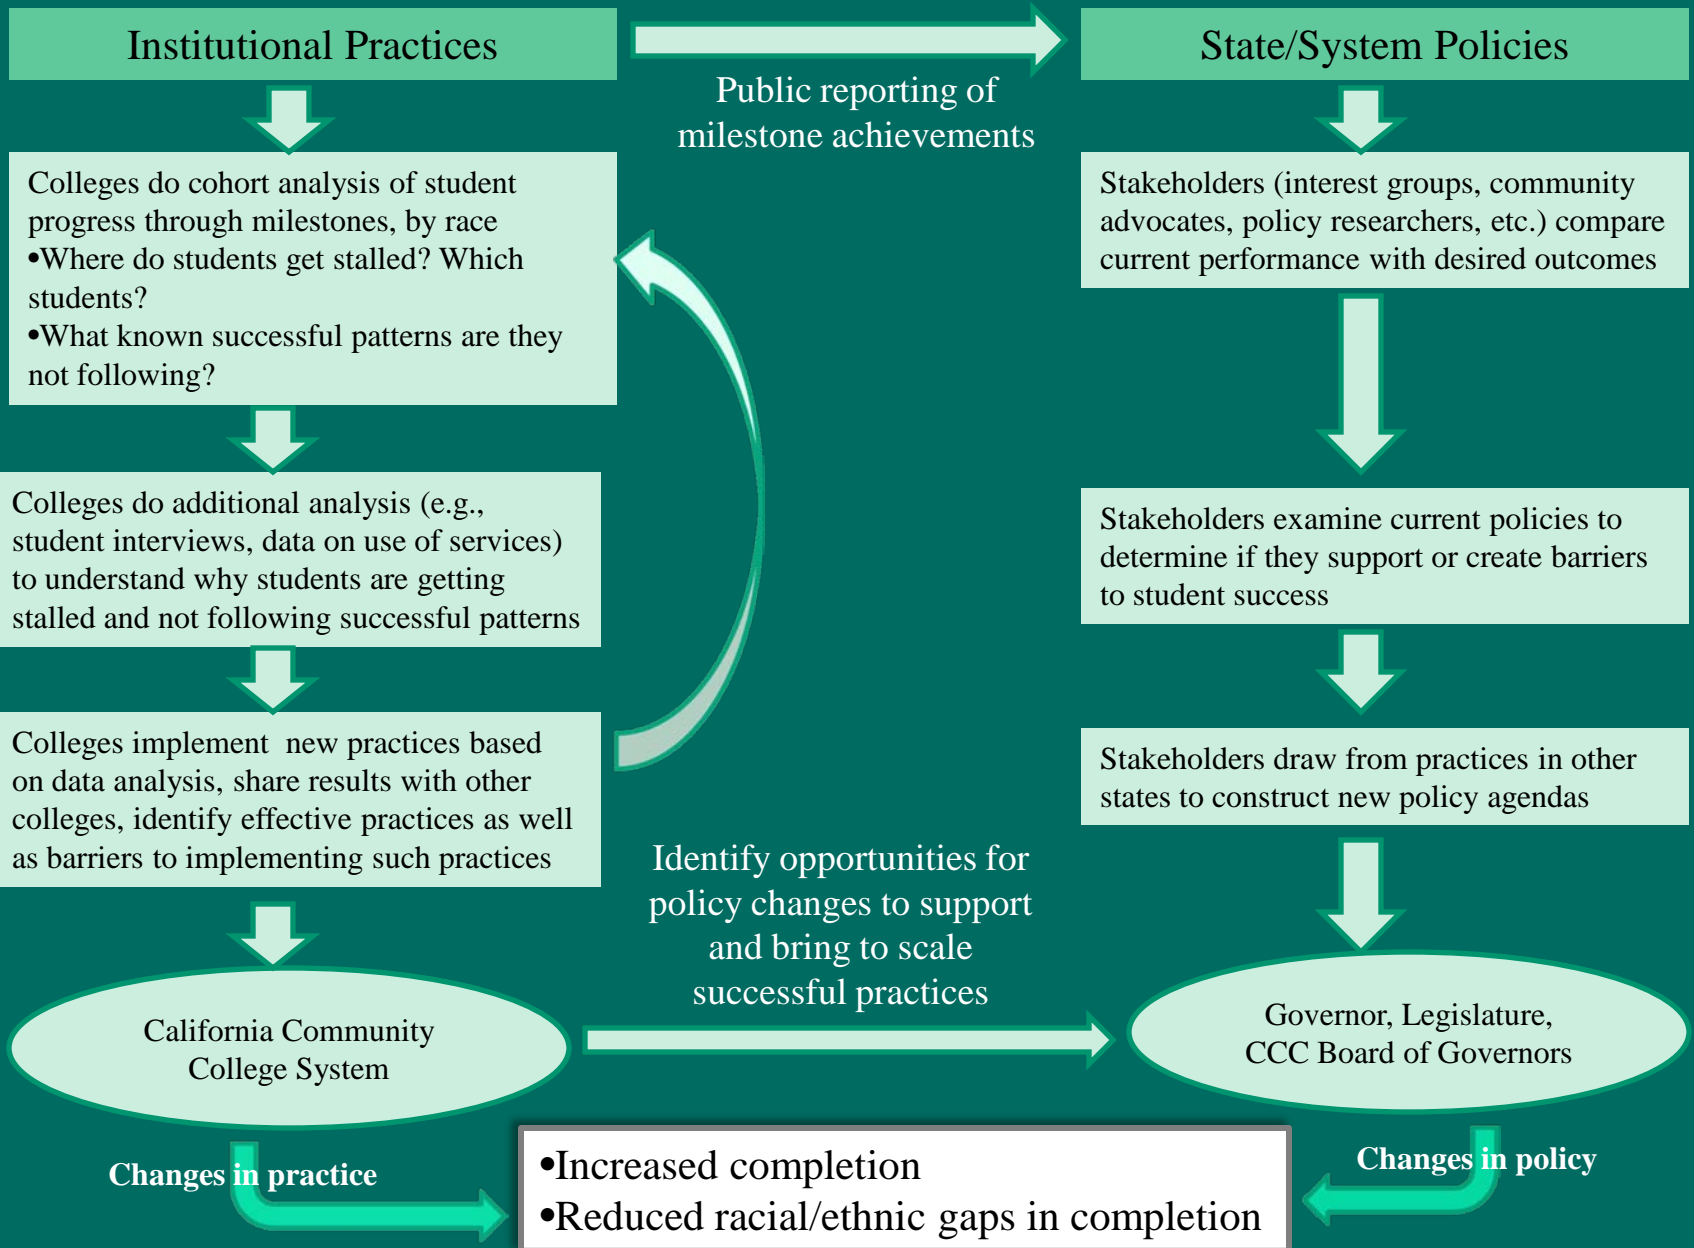 Institutional Practices
Public reporting of
milestone achievements
State/System Policies
Colleges do cohort analysis of student
progress through milestones, by race
•Where do students get stalled? Which
students?
•What known successful patterns are they
not following?
Colleges do additional analysis (e.g.,
student interviews, data on use of services)
to understand why students are getting
stalled and not following successful patterns
Colleges implement  new practices based
on data analysis, share results with other
colleges, identify effective practices as well
as barriers to implementing such practices
California Community
College System
Stakeholders (interest groups, community
advocates, policy researchers, etc.) compare
current performance with desired outcomes
Stakeholders examine current policies to
determine if they support or create barriers
to student success
Stakeholders draw from practices in other
states to construct new policy agendas
Identify opportunities for
policy changes to support
and bring to scale
successful practices
Governor, Legislature,
CCC Board of Governors
Changes in practice
•Increased completion
•Reduced racial/ethnic gaps in completion
Changes in policy